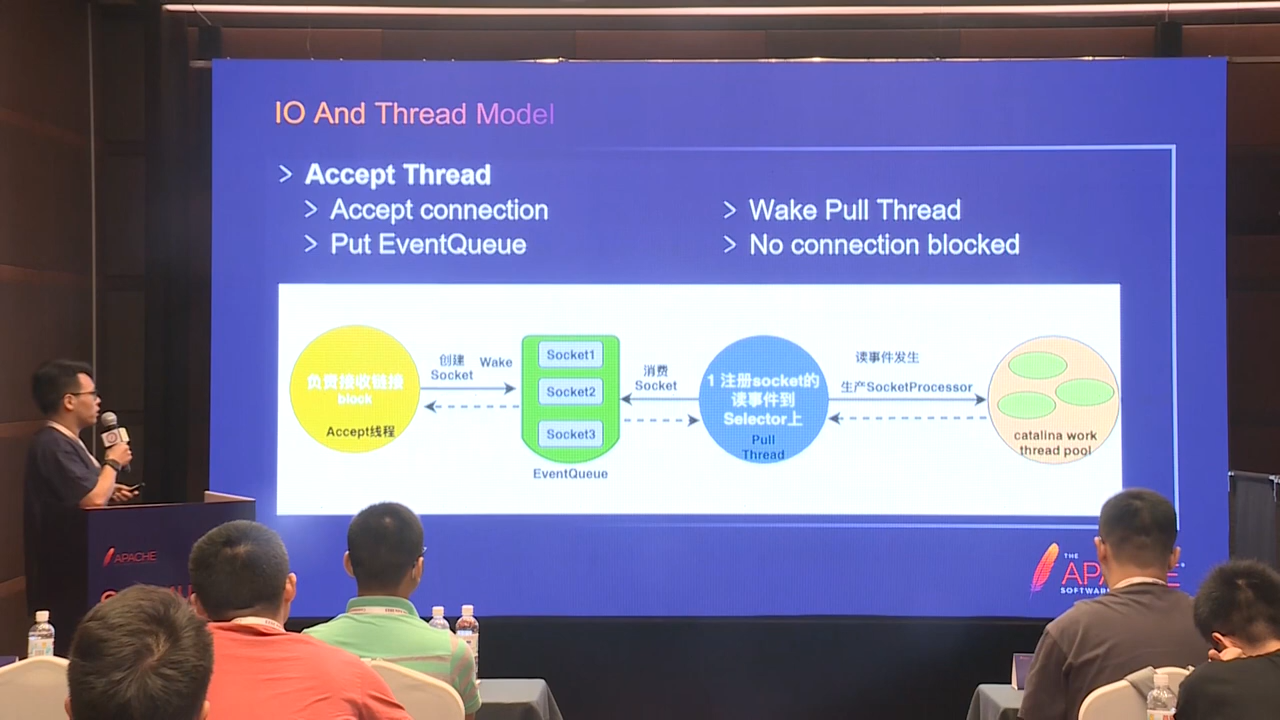 IO And Thread Model
> Accept Thread
> Accept connection
> Put EventQueue
> Wake Pull Thread
> No connection blocked
负责接收链接
block
Accept线程
创建
Socket
Wake
Socket1
Socket2
Socket3
EventQueue
消费
Socket
1 注册socket的
读事件到
Selector上
Pull
Thread
读事件发生
生产SocketProcessor
catalina work
thread pool
APACHE
THE